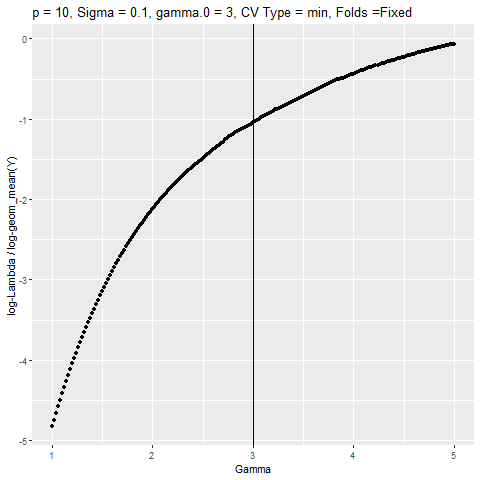 p = 10, Sigma = 0.1, gamma.0 = 3, CV Type = min, Folds =Fixed
log-Lambda / log-geom_mean(Y)
0
-1
-2
-3
-4
-5
1 2 3 4 5
Gamma